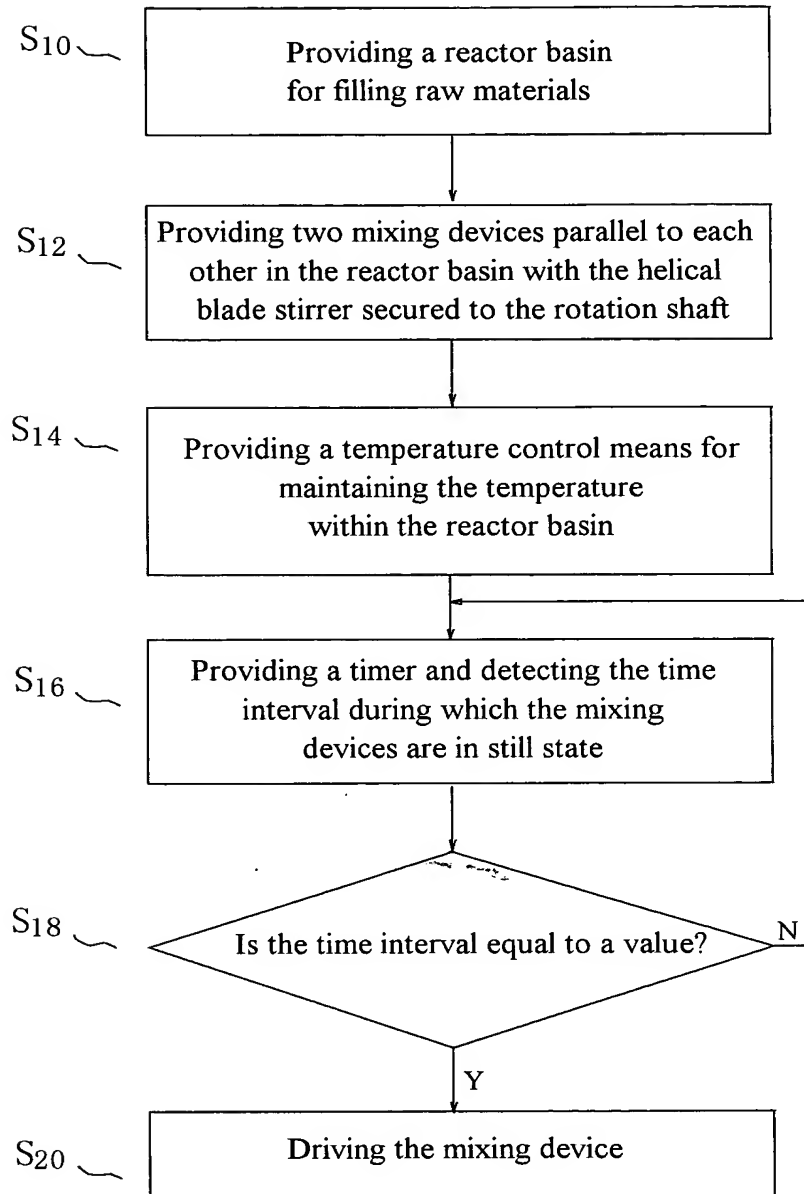 S10
Providing a reactor basin
for filling raw materials
S12
Providing two mixing devices parallel to each
other in the reactor basin with the helical
blade stirrer secured to the rotation shaft
S14
Providing a temperature control means for
maintaining the temperature
within the reactor basin
S16
Providing a timer and detecting the time
interval during which the mixing
devices are in still state
S18
Is the time interval equal to a value?
N
Y
S20
Driving the mixing device